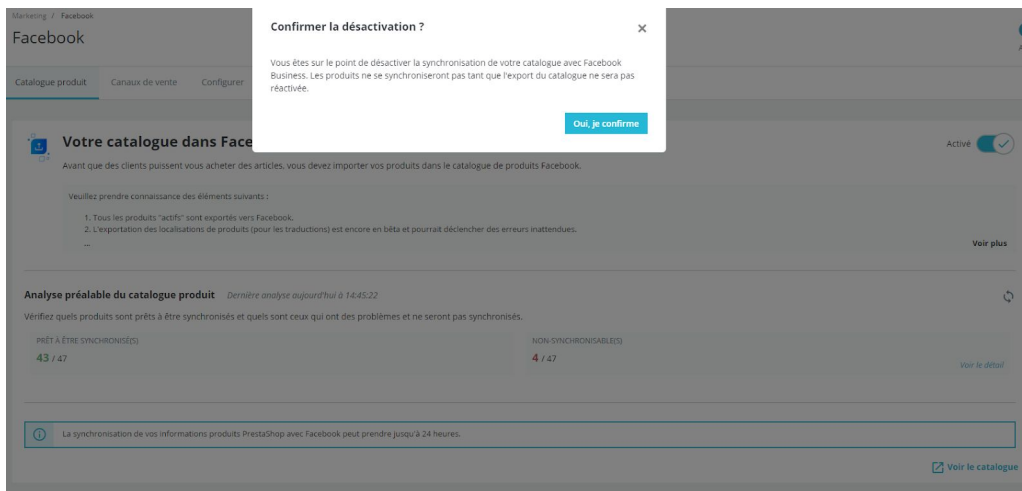 Marketing / Facebook
Facebook
Catalogue produit
Canaux de vente
Configurer
Confirmer la désactivation ?
Vous êtes sur le point de désactiver la synchronisation de votre catalogue avec Facebook
Business. Les produits ne se synchroniseront pas tant que l'export du catalogue ne sera pas
réactivée.
Oui, je confirme
Votre catalogue dans Face
Activé
Avant que des clients puissent vous acheter des articles, vous devez importer vos produits dans le catalogue de produits Facebook.
Veuillez prendre connaissance des éléments suivants :
1. Tous les produits "actifs" sont exportés vers Facebook.
2. L'exportation des localisations de produits (pour les traductions) est encore en bêta et pourrait déclencher des erreurs inattendues.
...
Voir plus
Analyse préalable du catalogue produit Dernière analyse aujourd'hui à 14:45:22
Vérifiez quels produits sont prêts à être synchronisés et quels sont ceux qui ont des problèmes et ne seront pas synchronisés.
PRÊT À ÊTRE SYNCHRONISÉ(S)
43 / 47
NON-SYNCHRONISABLE(S)
4 / 47
Voir le détail
La synchronisation de vos informations produits PrestaShop avec Facebook peut prendre jusqu'à 24 heures.
Voir le catalogue